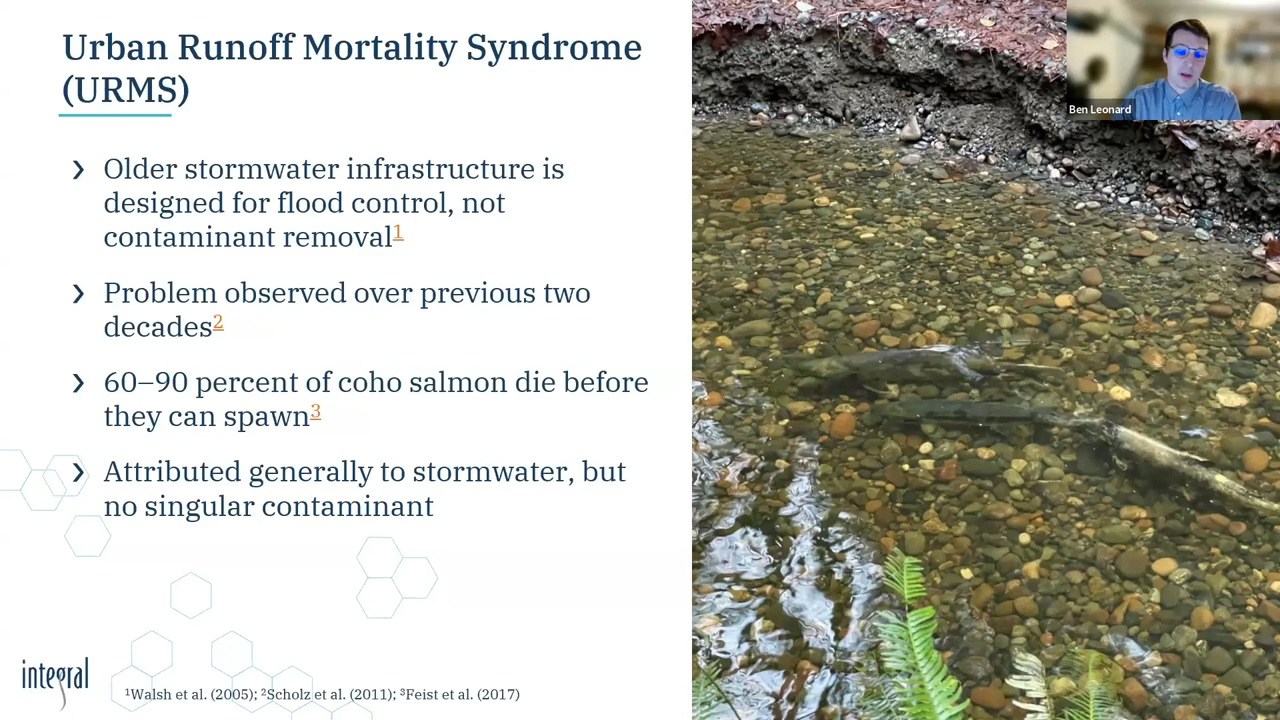 Urban Runoff Mortality Syndrome
(URMS)
Ben Leonard
❯ Older stormwater infrastructure is
designed for flood control, not
contaminant removal1
❯ Problem observed over previous two
decades2
❯ 60–90 percent of coho salmon die before
they can spawn3
❯ Attributed generally to stormwater, but
no singular contaminant
integral
1Walsh et al. (2005); 2Scholz et al. (2011); 3Feist et al. (2017)